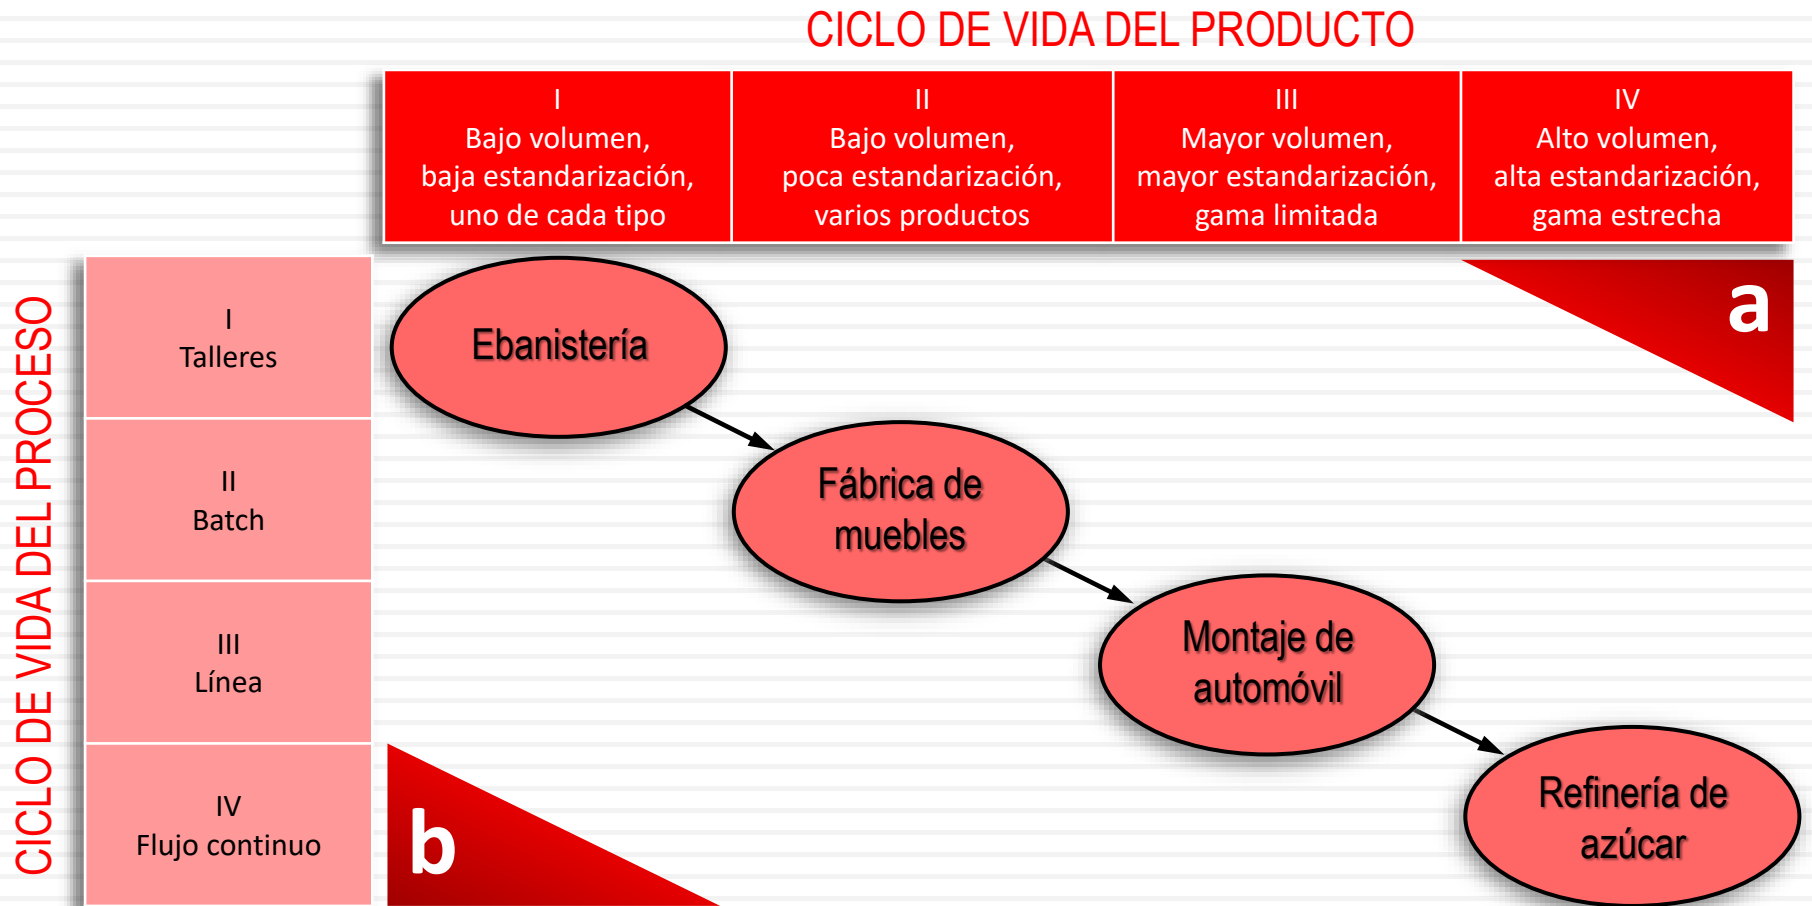 CICLO DE VIDA DEL PRODUCTO
I
Bajo volumen,
baja estandarización,
uno de cada tipo
II
Bajo volumen,
poca estandarización,
varios productos
III
Mayor volumen,
mayor estandarización,
gama limitada
IV
Alto volumen,
alta estandarización,
gama estrecha
CICLO DE VIDA DEL PROCESO
I
Talleres
Ebanistería
a
II
Batch
Fábrica de
muebles
III
Línea
Montaje de
automóvil
IV
Flujo continuo
b
Refinería de
azúcar